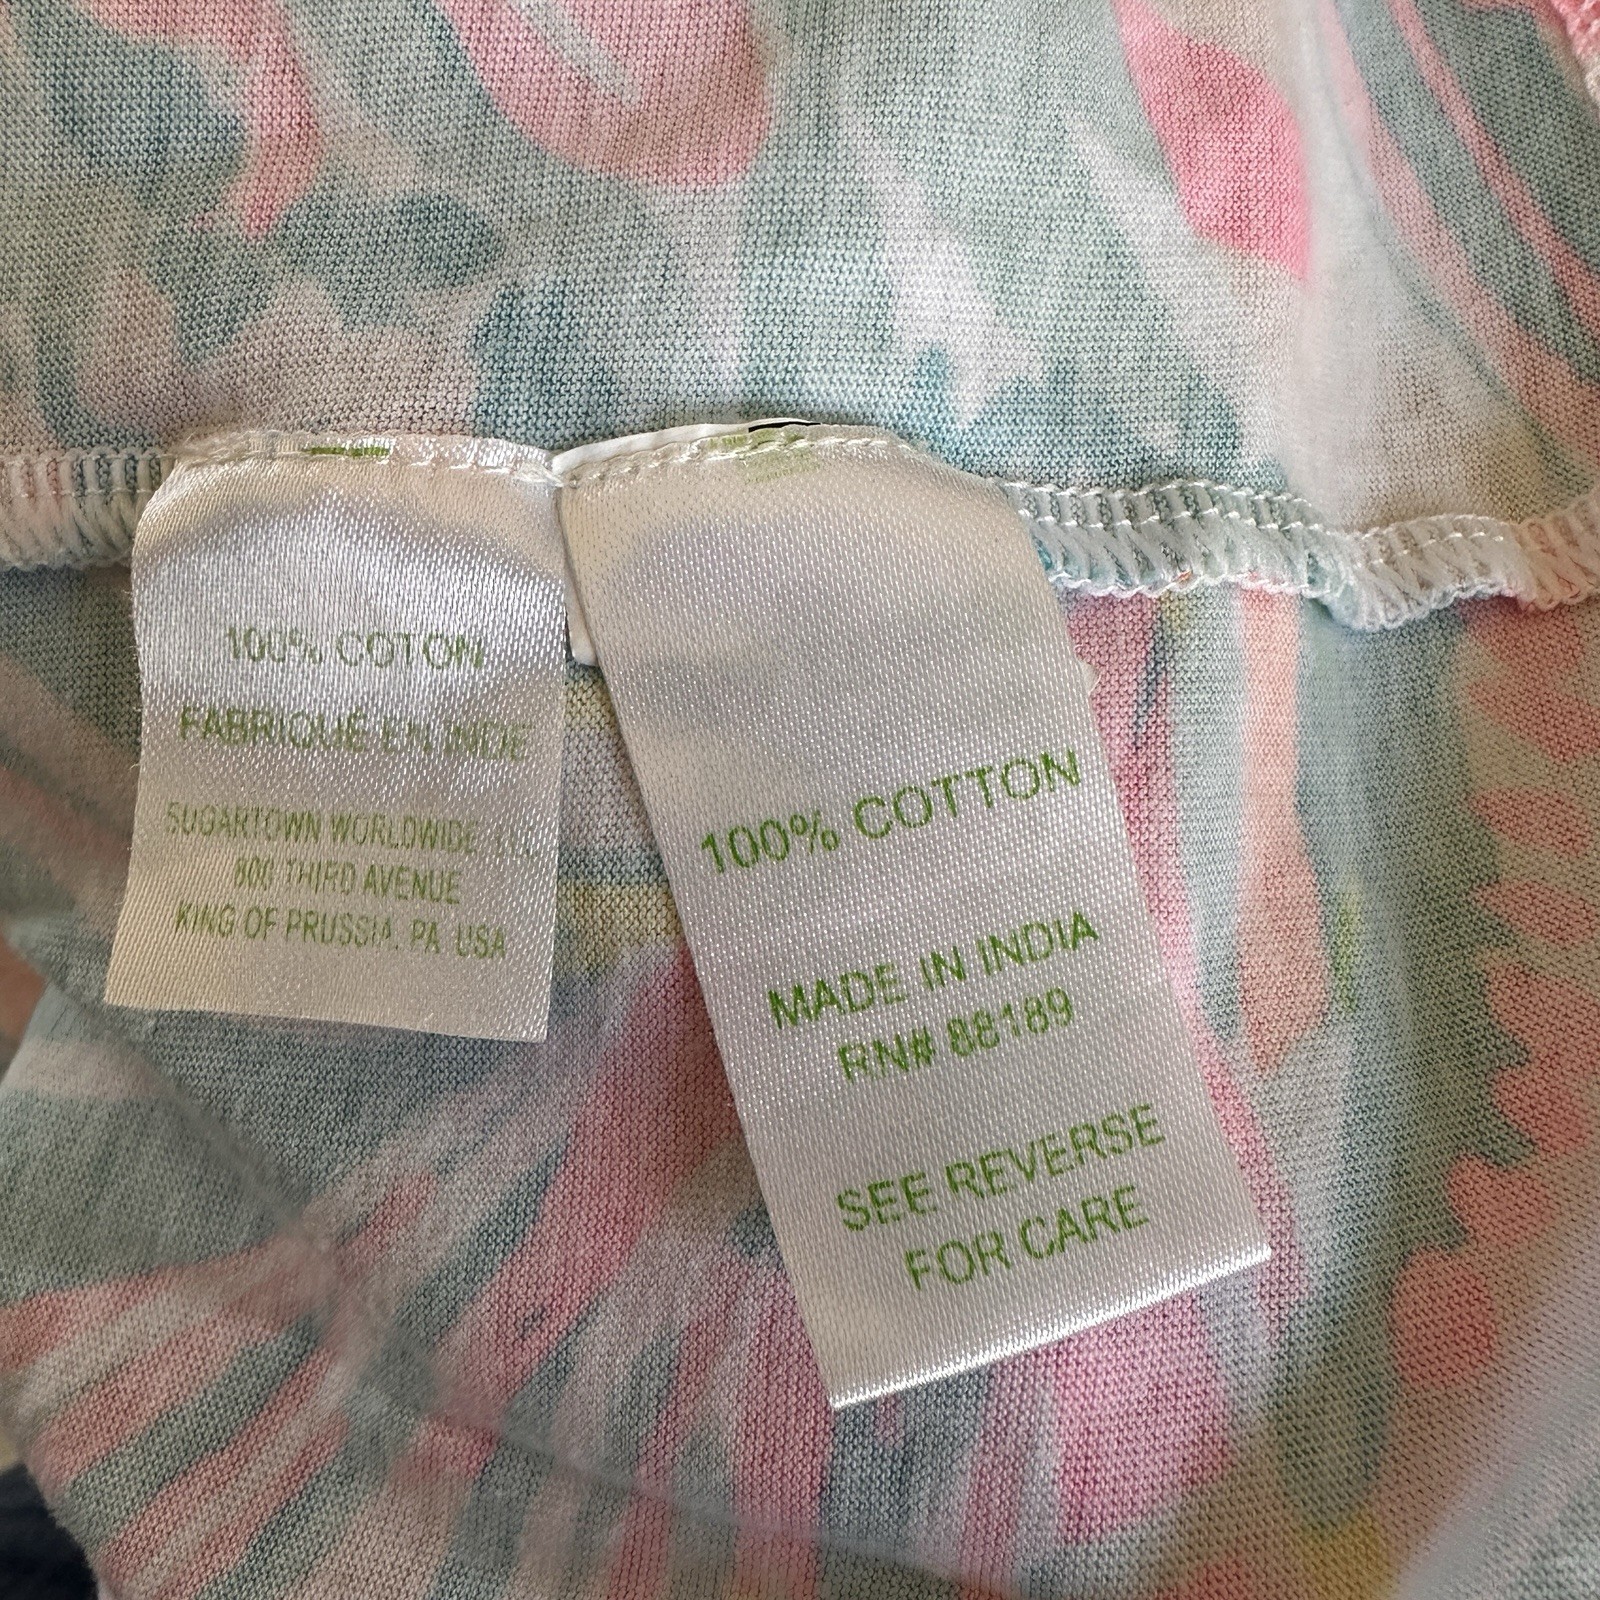 100% COTON
FABRIQUÉ EN INDE
SUGARTOWN WORLDWIDE
800 THIRD AVENUE
KING OF PRUSSIA, PA USA
100% COTTON
MADE IN INDIA
RN# 88189
SEE REVERSE
FOR CARE